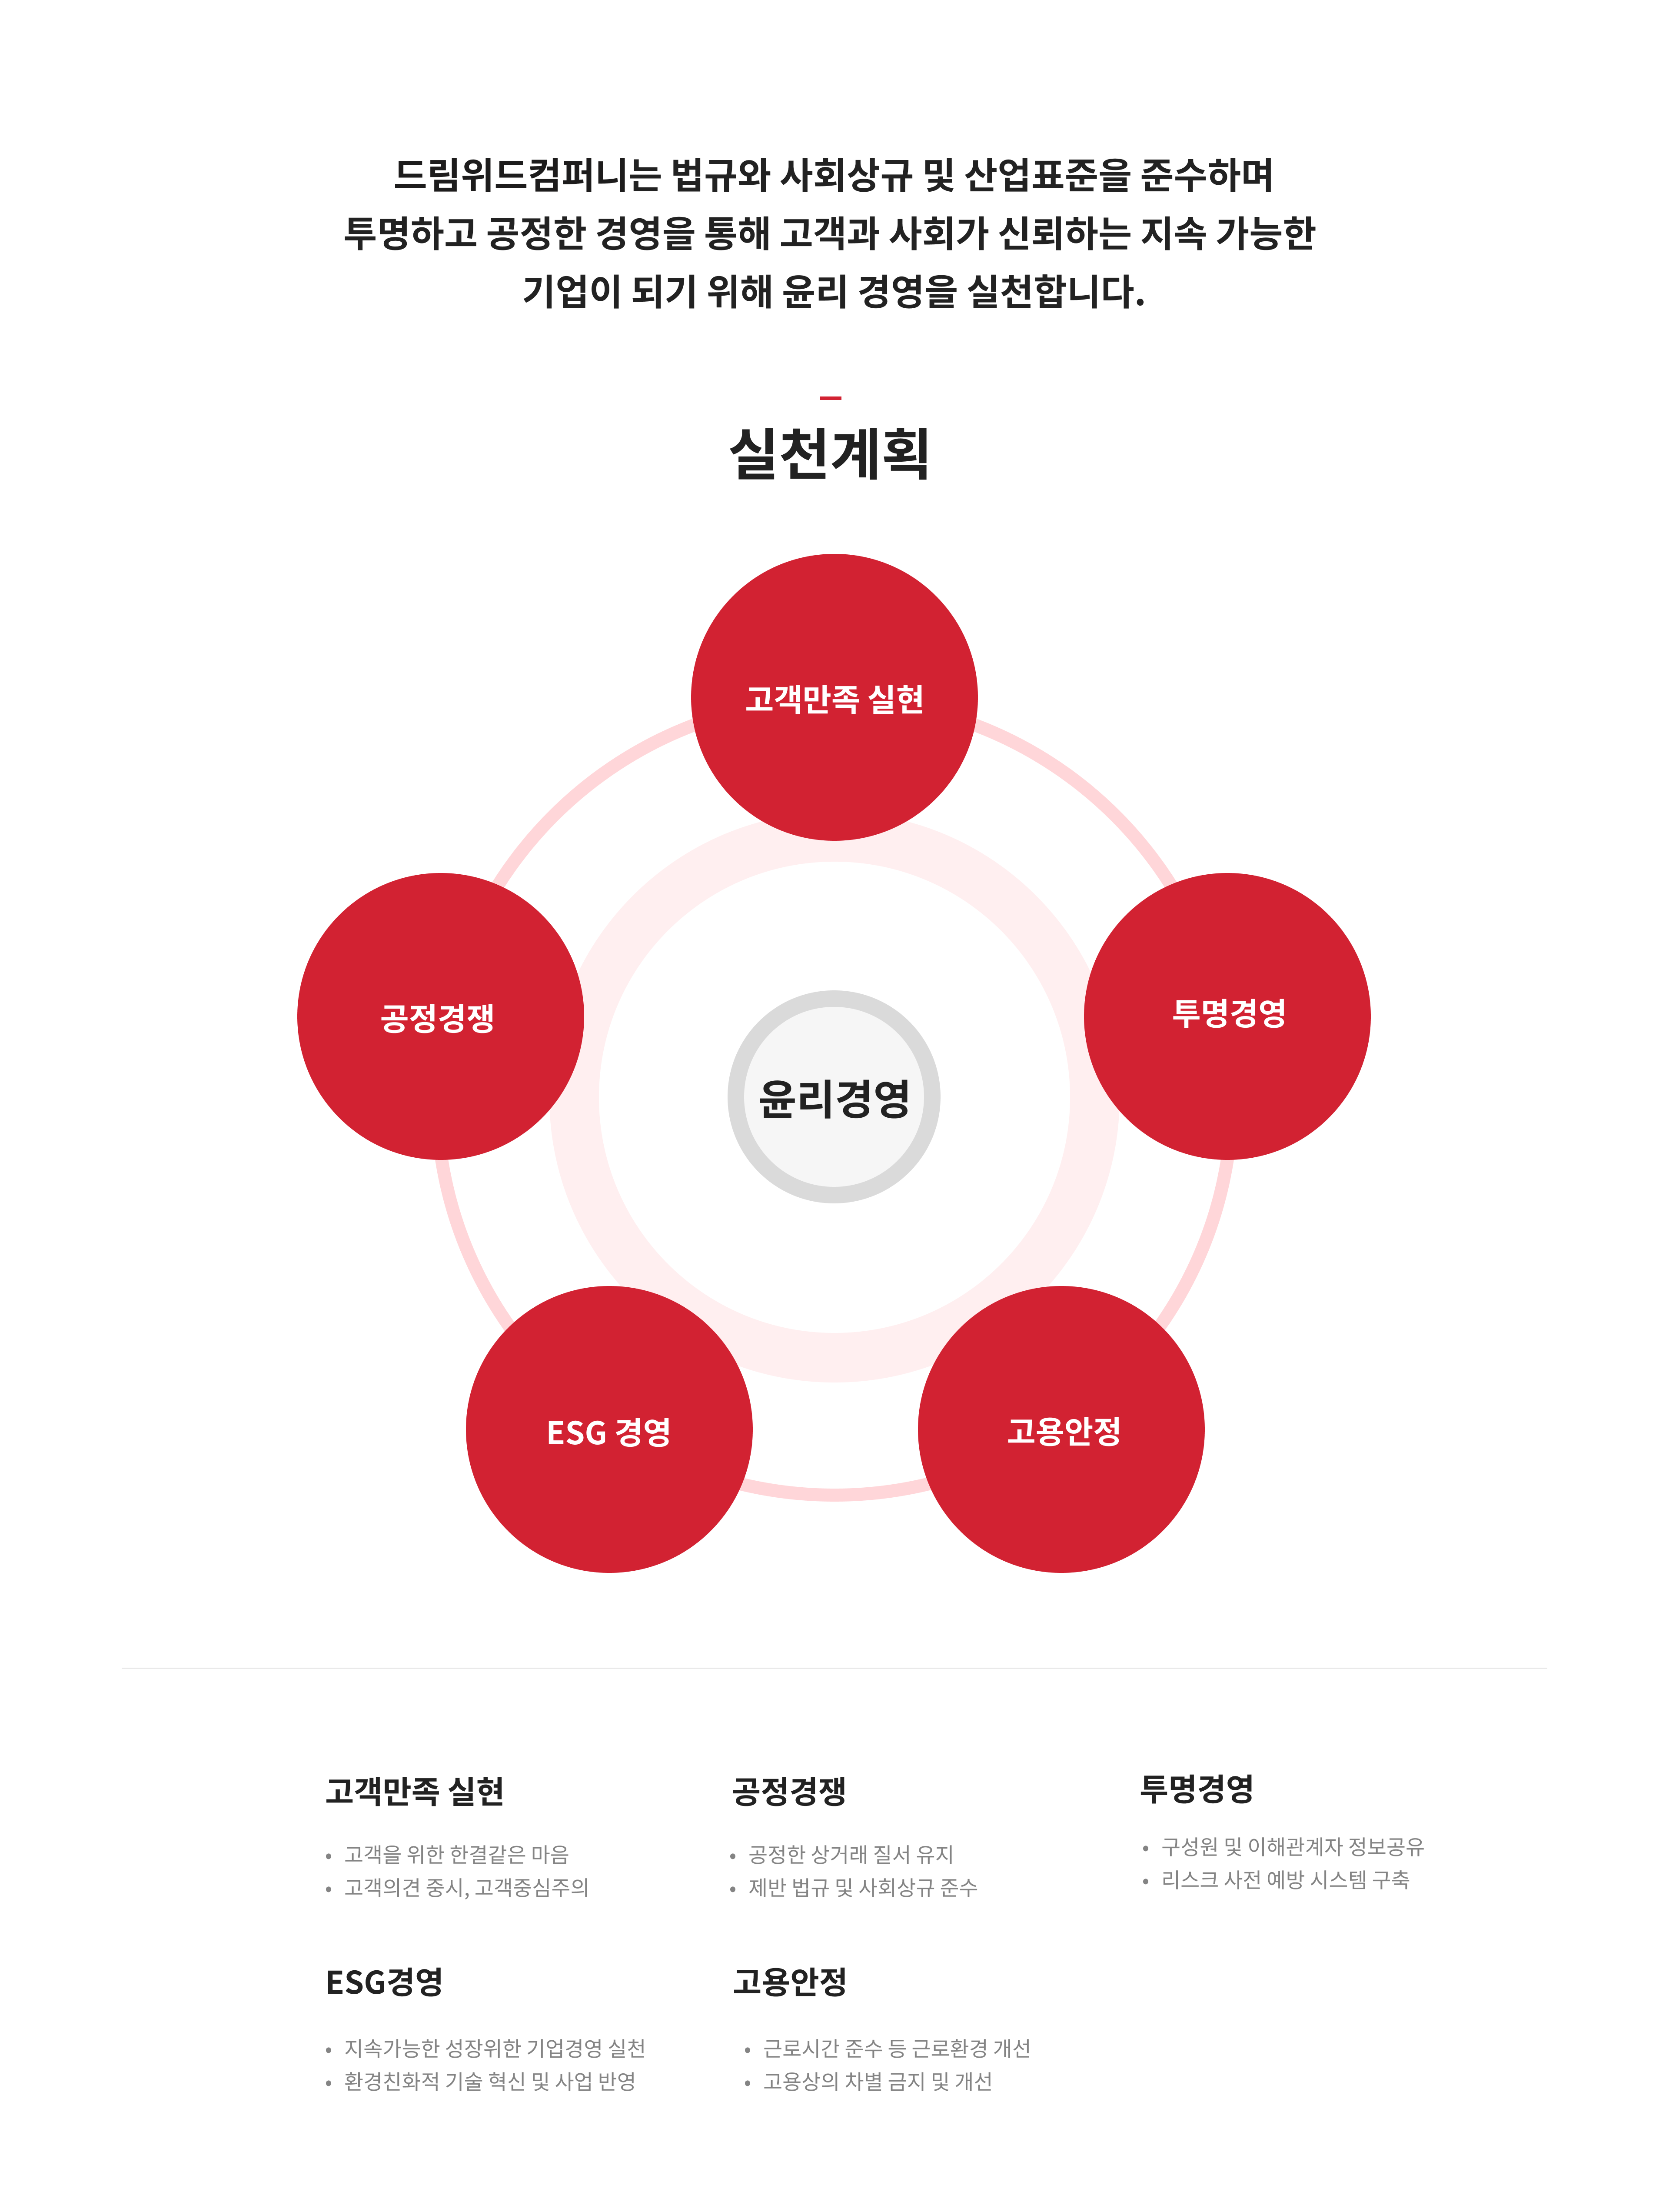 드림위드컴퍼니는 법규와 사회상규 및 산업표준을 준수하며
투명하고 공정한 경영을 통해 고객과 사회가 신뢰하는 지속 가능한
기업이 되기 위해 윤리 경영을 실천합니다.
실천계획
고객만족 실현
공정경쟁
투명경영
윤리경영
ESG 경영
고용안정
고객만족 실현
• 고객을 위한 한결같은 마음
• 고객의견 중시, 고객중심주의
공정경쟁
• 공정한 상거래 질서 유지
• 제반 법규 및 사회상규 준수
투명경영
• 구성원 및 이해관계자 정보공유
• 리스크 사전 예방 시스템 구축
ESG경영
• 지속가능한 성장위한 기업경영 실천
• 환경친화적 기술 혁신 및 사업 반영
고용안정
• 근로시간 준수 등 근로환경 개선
• 고용상의 차별 금지 및 개선